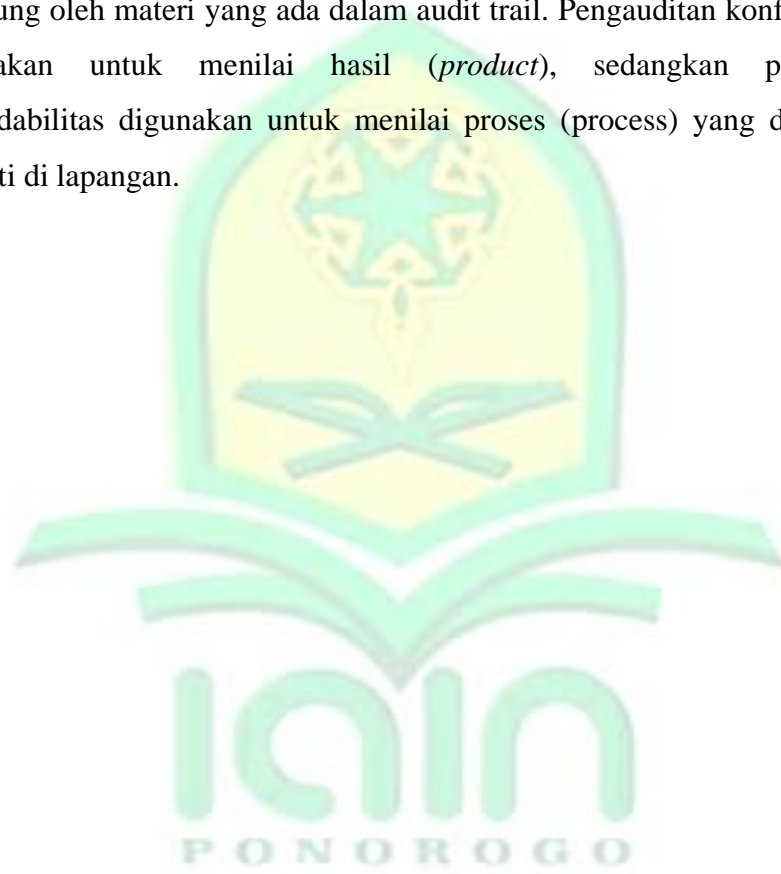 ung oleh materi yang ada dalam audit trail. Pengauditan konf
akan untuk menilai hasil (product), sedangkan p
dabilitas digunakan untuk menilai proses (process) yang d
ti di lapangan.
iain
PONOROGO